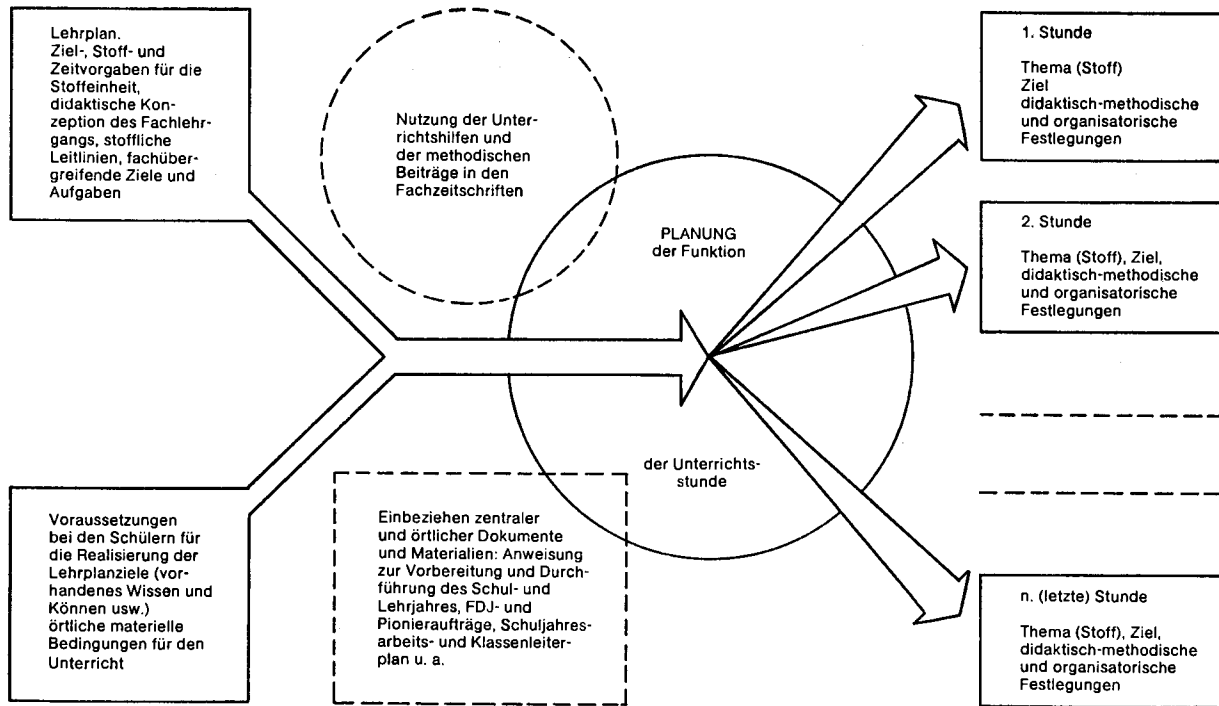 Lehrplan.
Ziel-, Stoff- und
Zeitvorgaben für die
Stoffeinheit,
didaktische Kon-
zeption des Fachlehr-
gangs, stoffliche
Leitlinien, fachüber-
greifende Ziele und
Aufgaben
Nutzung der Unter-
richtshilfen und
der methodischen
Beiträge in den
Fachzeitschriften
PLANUNG
der Funktion
der Unterrichts-
stunde
Voraussetzungen
bei den Schülern für
die Realisierung der
Lehrplanziele (vor-
handenes Wissen und
Können usw.)
örtliche materielle
Bedingungen für den
Unterricht
Einbeziehen zentraler
und örtlicher Dokumente
und Materialien: Anweisung
zur Vorbereitung und Durch-
führung des Schul- und
Lehrjahres, FDJ- und
Pionieraufträge, Schuljahres-
arbeits- und Klassenleiter-
plan u. a.
1. Stunde
Thema (Stoff)
Ziel
didaktisch-methodische
und organisatorische
Festlegungen
2. Stunde
Thema (Stoff), Ziel,
didaktisch-methodische
und organisatorische
Festlegungen
n. (letzte) Stunde
Thema (Stoff), Ziel,
didaktisch-methodische
und organisatorische
Festlegungen